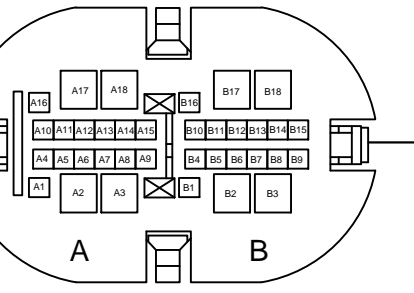 A17 A18 B17 B18
A16 B16
A10 A11 A12 A13 A14 A15 B10 B11 B12 B13 B14 B15
A4 A5 A6 A7 A8 A9 B4 B5 B6 B7 B8 B9
A1 A2 A3 B1 B2 B3
A B